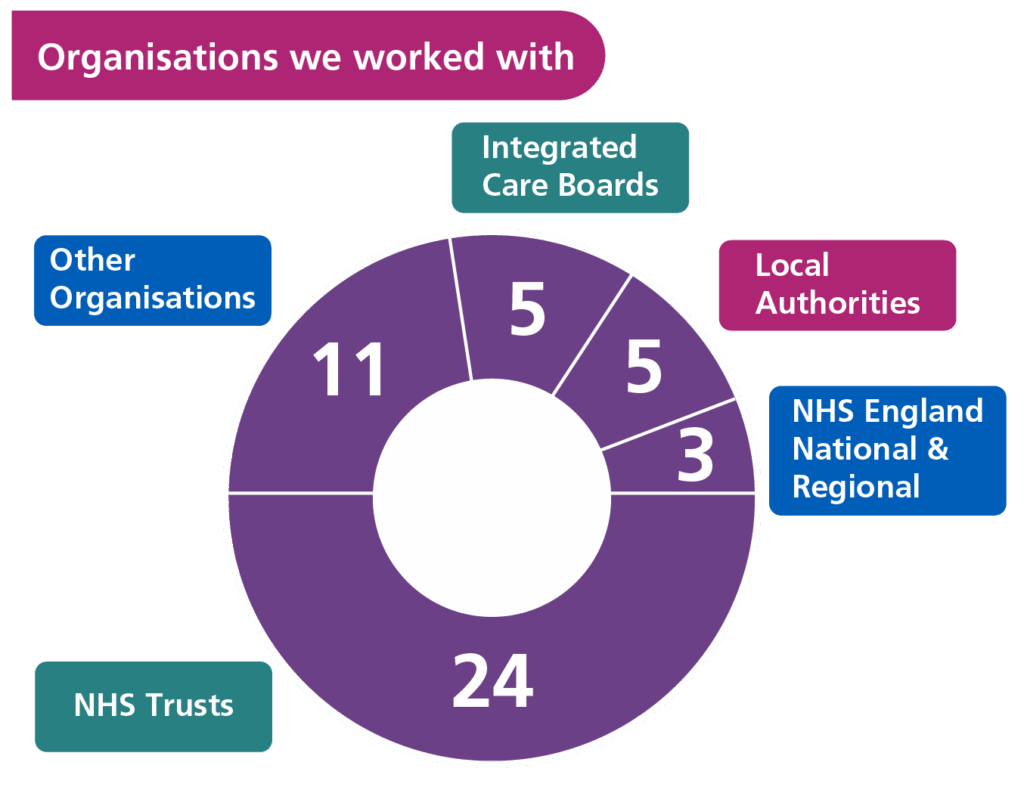 Organisations we worked with
Integrated
Care Boards
Other
Organisations
Local
Authorities
5
11
5
NHS England
National &
Regional
3
24
NHS Trusts